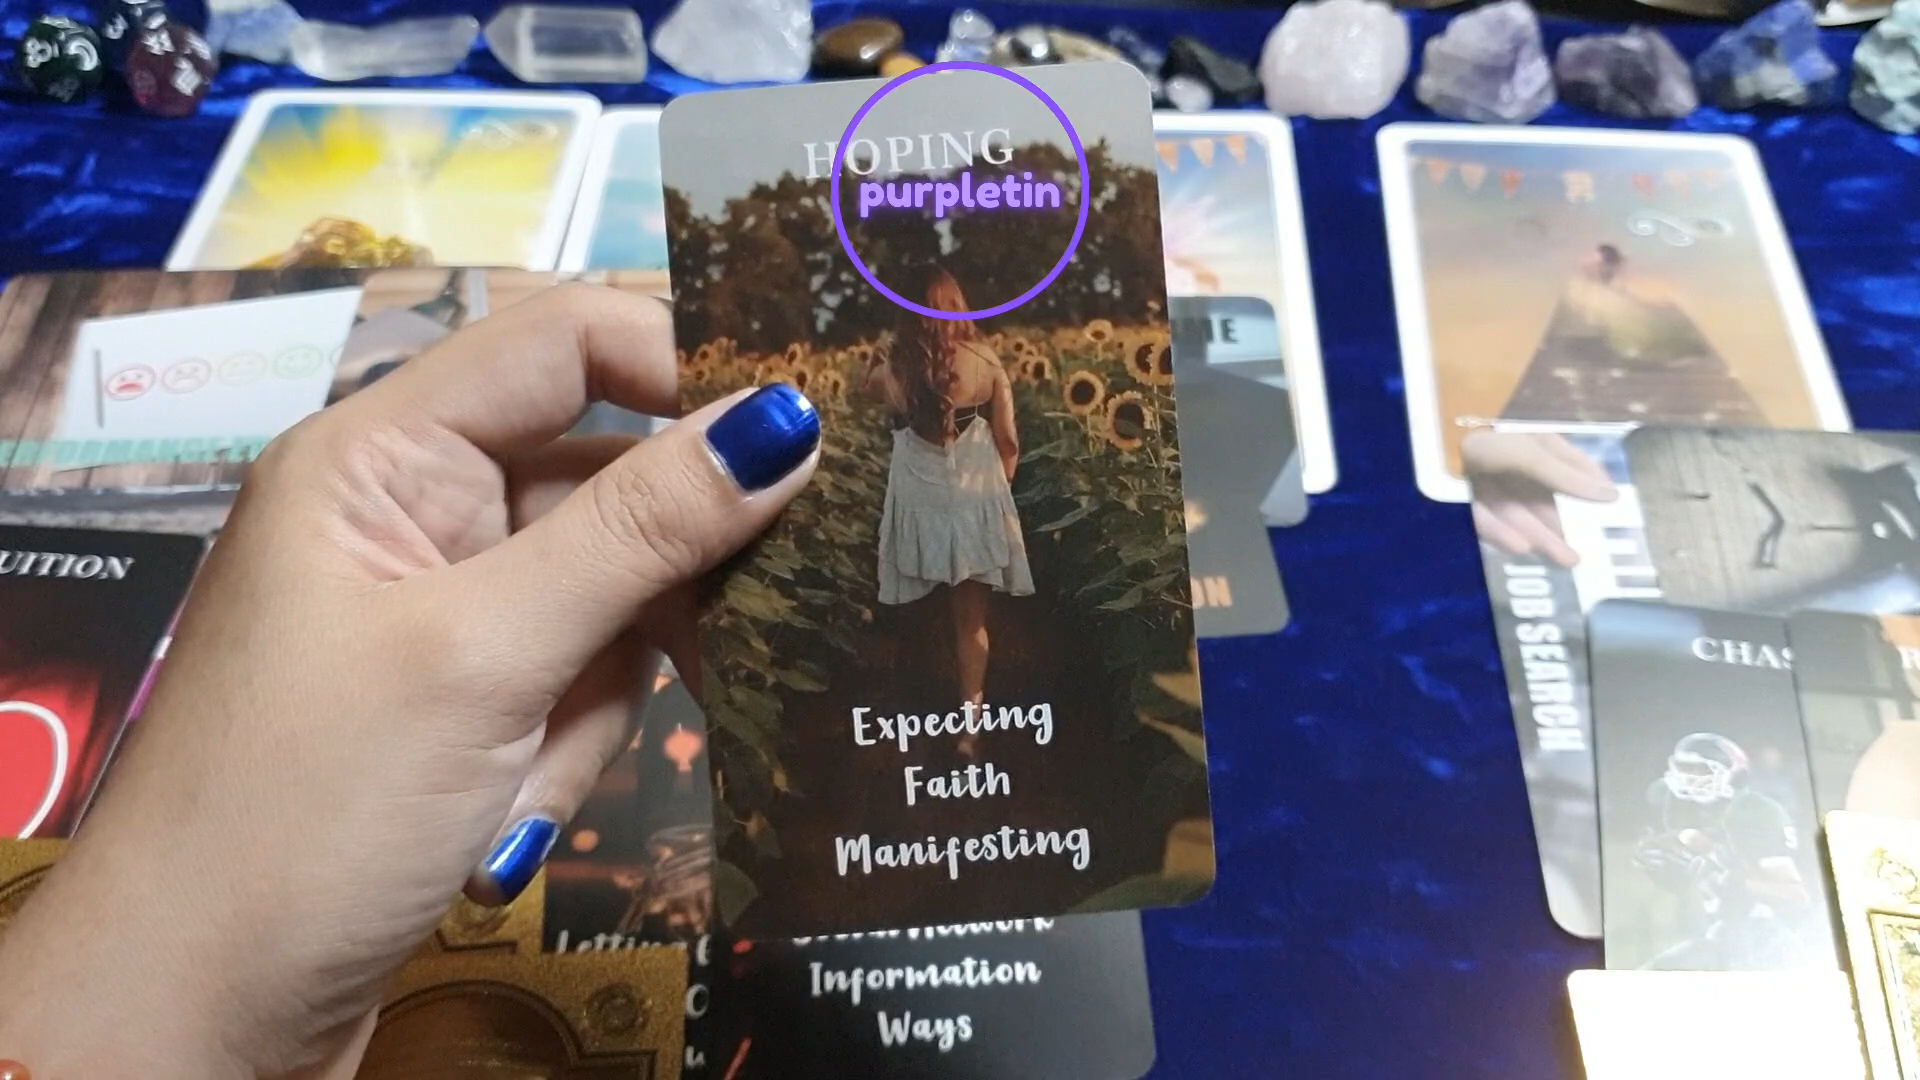 HOPING
purpletin
UITION
JOB SEARCH
CHAS
Expecting
Faith
Manifesting
Information
Ways